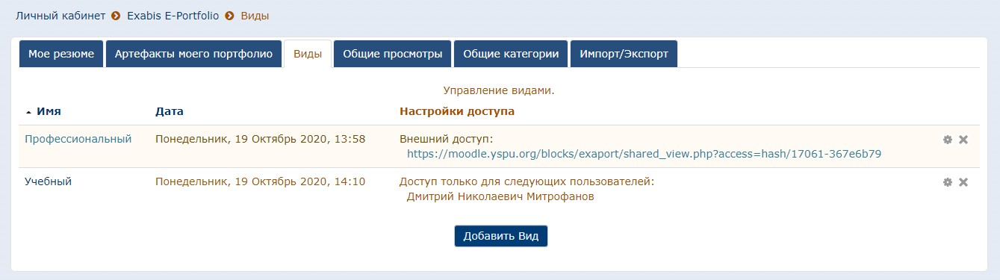 Личный кабинет Exabis E-Portfolio Виды
Мое резюме Артефакты моего портфолио Виды Общие просмотры Общие категории Импорт/Экспорт
Управление видами.
Имя Дата Настройки доступа
Профессиональный Понедельник, 19 Октябрь 2020, 13:58 Внешний доступ:
https://moodle.yspu.org/blocks/exaport/shared_view.php?access=hash/17061-367e6b79
Учебный Понедельник, 19 Октябрь 2020, 14:10 Доступ только для следующих пользователей:
Дмитрий Николаевич Митрофанов
Добавить Вид